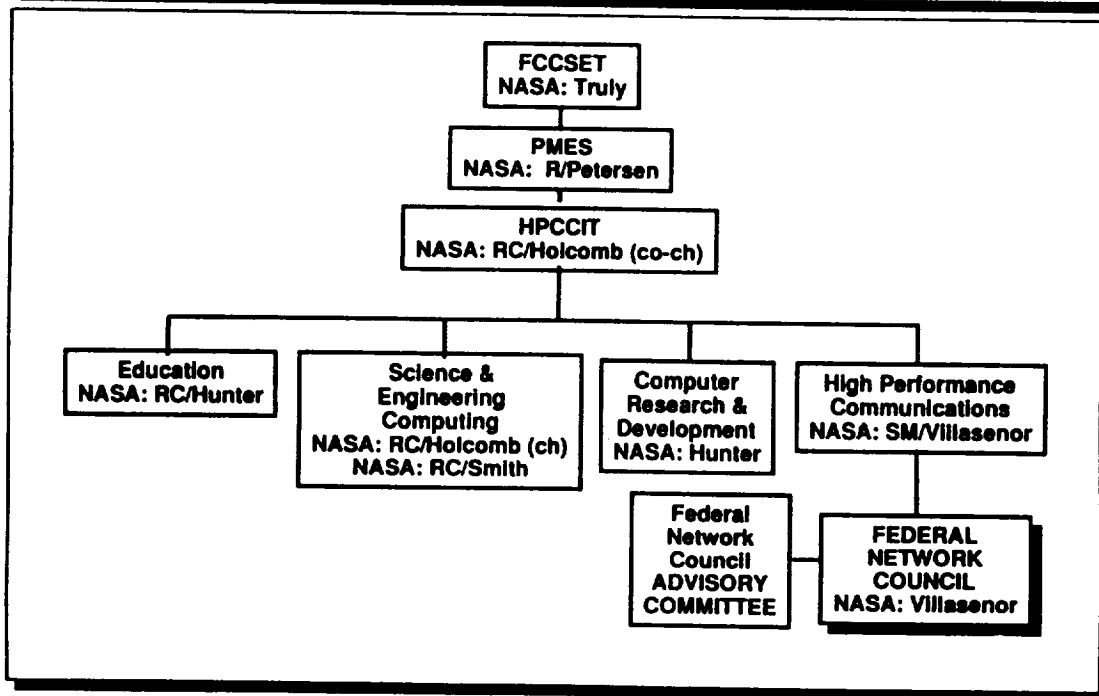 FCCSET
NASA: Truly
PMES
NASA: R/Petersen
HPCCIT
NASA: RC/Holcomb (co-ch)
Education
NASA: RC/Hunter
Science &
Engineering
Computing
NASA: RC/Holcomb (ch)
NASA: RC/Smith
Computer
Research &
Development
NASA: Hunter
High Performance
Communications
NASA: SM/Villasenor
Federal
Network
Council
ADVISORY
COMMITTEE
FEDERAL
NETWORK
COUNCIL
NASA: Villasenor